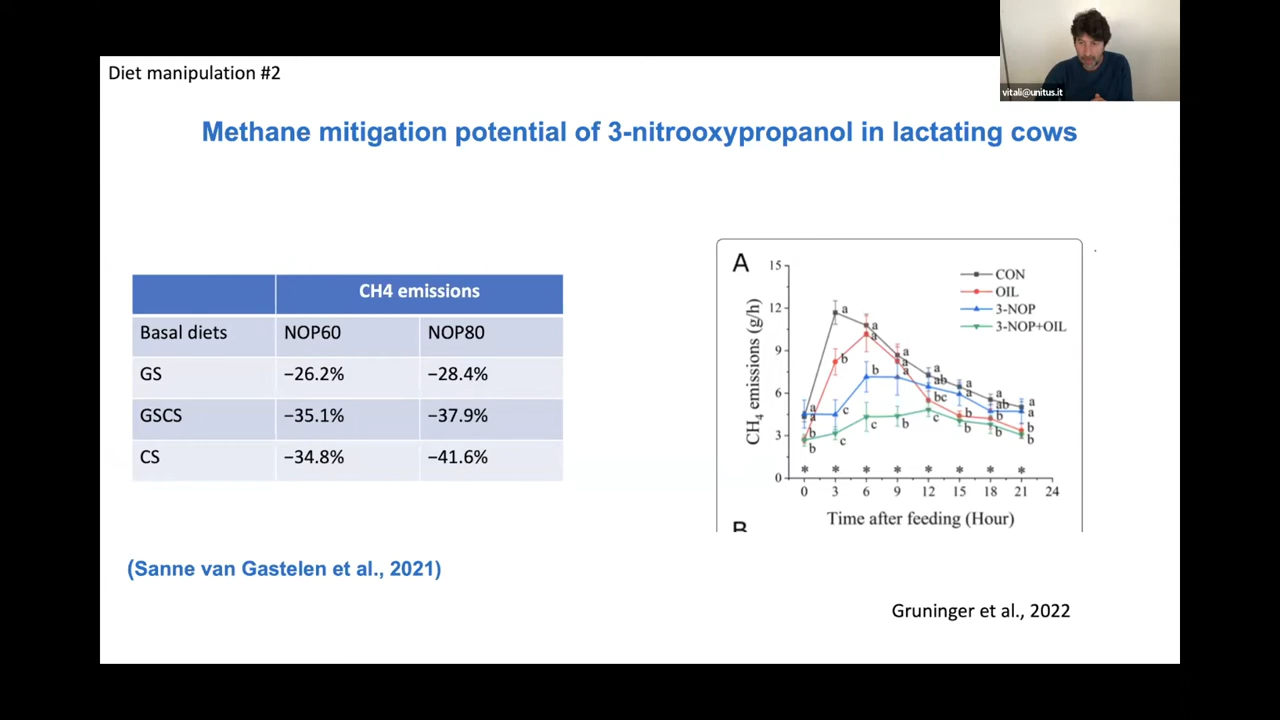 Diet manipulation #2
vitali@unitus.it
Methane mitigation potential of 3-nitrooxypropanol in lactating cows
CH4 emissions
Basal diets NOP60 NOP80
GS −26.2% −28.4%
GSCS −35.1% −37.9%
CS −34.8% −41.6%
(Sanne van Gastelen et al., 2021)
A
CON
OIL
3-NOP
3-NOP+OIL
CH₄ emissions (g/h)
15
12
9
6
3
0
a a a a a a a
b a a ab a ab a
c b a bc b b b
a c b c b b b
a
b
b
* * * * * * * *
0 3 6 9 12 15 18 21 24
Time after feeding (Hour)
B
Gruninger et al., 2022